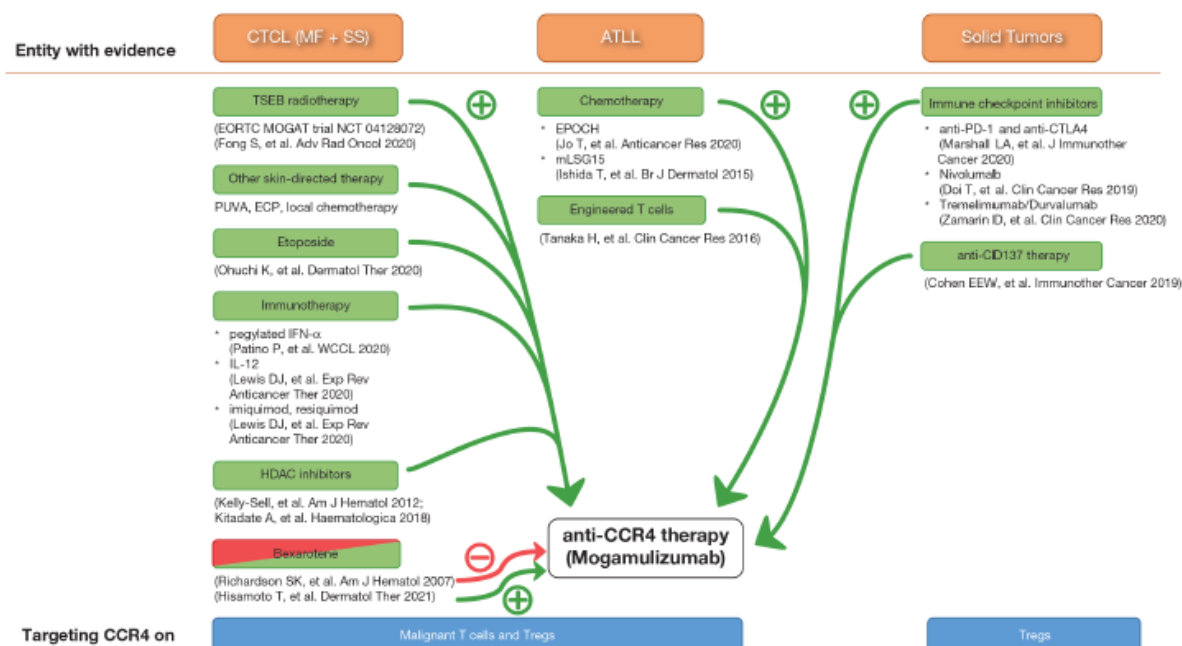 Entity with evidence
CTCL (MF + SS)
ATLL
Solid Tumors
TSEB radiotherapy
(EORTC MOGAT trial NCT 04128072)
(Fong S, et al. Adv Rad Oncol 2020)
Other skin-directed therapy
PUVA, ECP, local chemotherapy
Etoposide
(Ohuchi K, et al. Dermatol Ther 2020)
Immunotherapy
• pegylated IFN-α
(Patino P, et al. WCCL 2020)
• IL-12
(Lewis DJ, et al. Exp Rev
Anticancer Ther 2020)
• imiquimod, resiquimod
(Lewis DJ, et al. Exp Rev
Anticancer Ther 2020)
HDAC inhibitors
(Kelly-Sell, et al. Am J Hematol 2012;
Kitadate A, et al. Haematologica 2018)
Bexarotene
(Richardson SK, et al. Am J Hematol 2007)
(Hisamoto T, et al. Dermatol Ther 2021)
+
Chemotherapy
• EPOCH
(Jo T, et al. Anticancer Res 2020)
• mLSG15
(Ishida T, et al. Br J Dermatol 2015)
Engineered T cells
(Tanaka H, et al. Clin Cancer Res 2016)
+
+
Immune checkpoint inhibitors
• anti-PD-1 and anti-CTLA4
(Marshall LA, et al. J Immunother
Cancer 2020)
• Nivolumab
(Doi T, et al. Clin Cancer Res 2019)
• Tremelimumab/Durvalumab
(Zamarin ID, et al. Clin Cancer Res 2020)
anti-CID137 therapy
(Cohen EEW, et al. Immunother Cancer 2019)
−
+
anti-CCR4 therapy
(Mogamulizumab)
Targeting CCR4 on
Malignant T cells and Tregs
Tregs